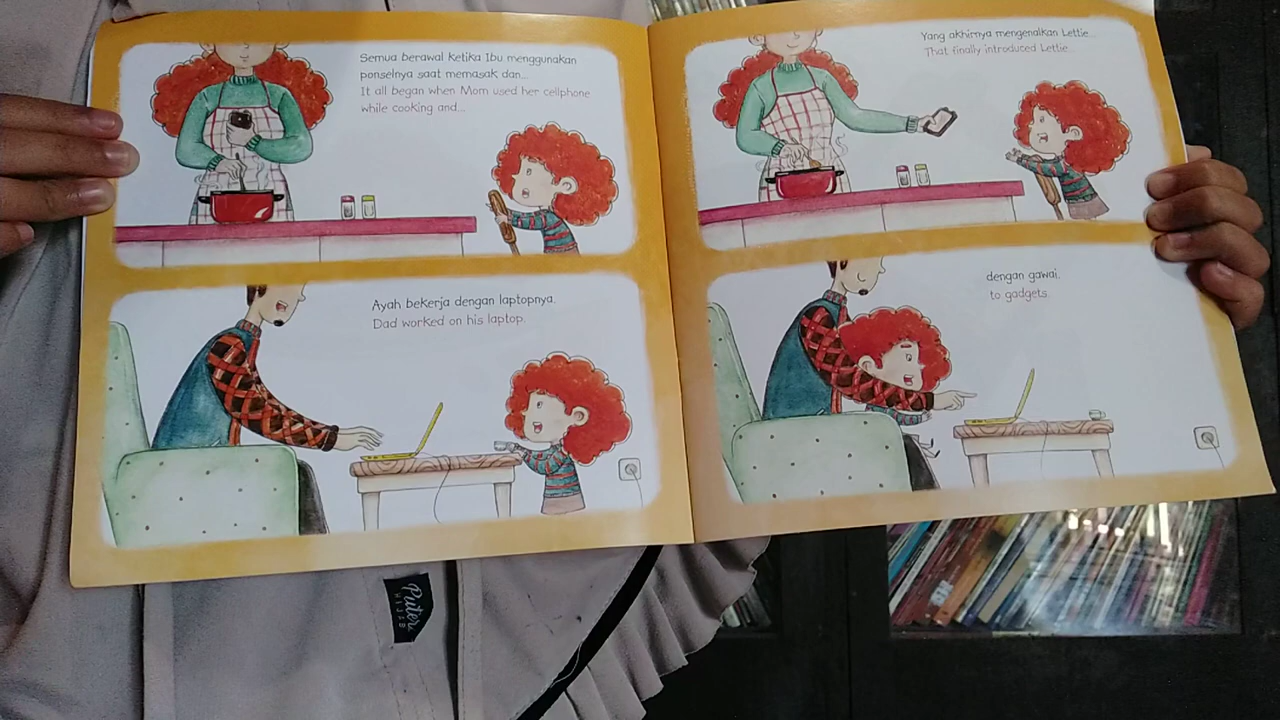 Semua berawal ketika Ibu menggunakan
ponselnya saat memasak dan...
It all began when Mom used her cellphone
while cooking and...
Ayah bekerja dengan laptopnya.
Dad worked on his laptop.
Yang akhirnya mengenalkan Lettie...
That finally introduced Lettie...
dengan gawai.
to gadgets.
Puteri
HIJAB